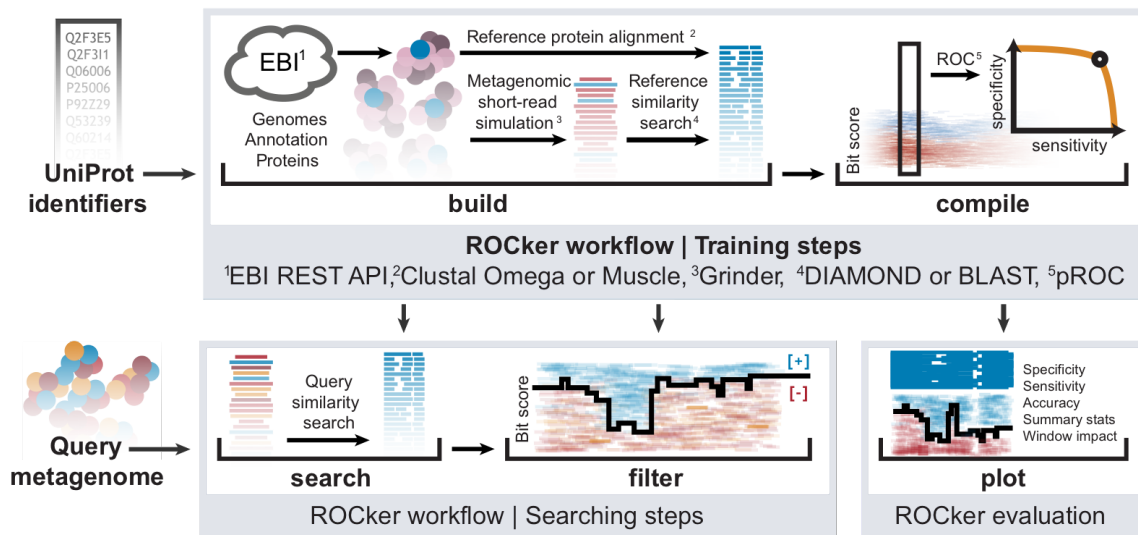 Q2F3E5
Q2F3I1
Q06006
P25006
P92Z29
Q53239
Q60214
UniProt
identifiers
EBI¹
Genomes
Annotation
Proteins
Reference protein alignment ²
Metagenomic
short-read
simulation ³
Reference
similarity
search⁴
build
Bit score
ROC⁵
specificity
sensitivity
compile
ROCker workflow | Training steps
¹EBI REST API,²Clustal Omega or Muscle,³Grinder, ⁴DIAMOND or BLAST, ⁵pROC
Query
metagenome
Query
similarity
search
search
Bit score
[+]
[-]
filter
ROCker workflow | Searching steps
Specificity
Sensitivity
Accuracy
Summary stats
Window impact
plot
ROCker evaluation